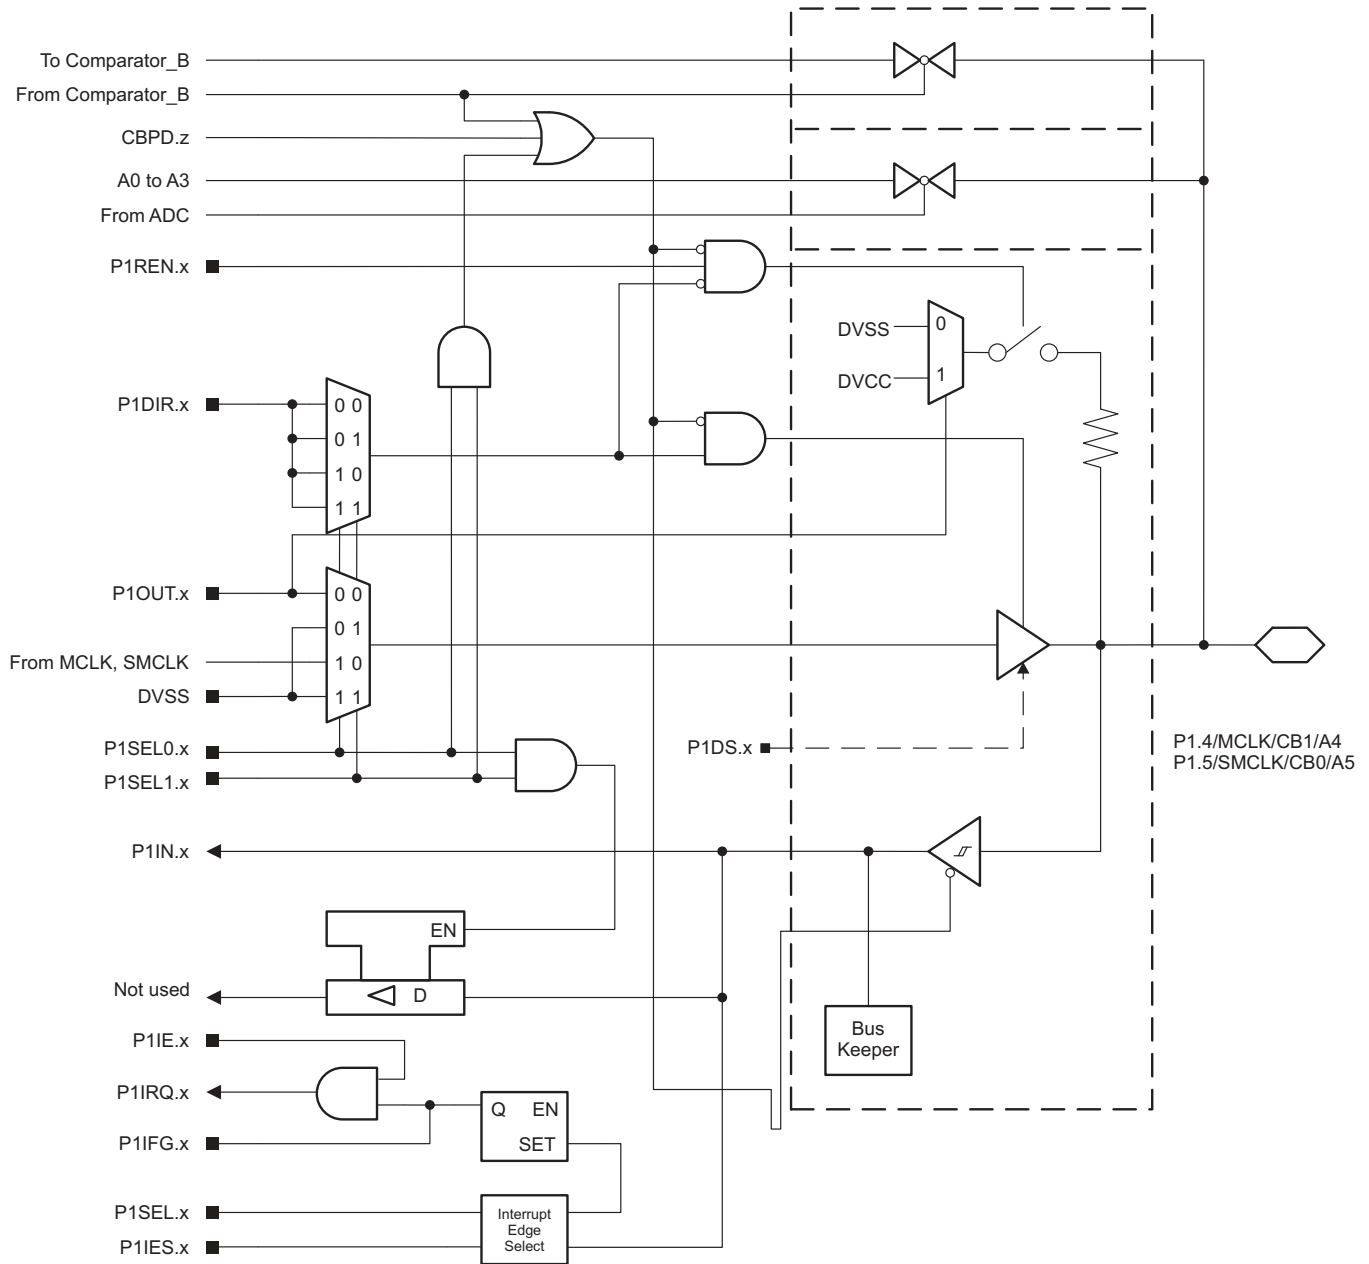 To Comparator_B
From Comparator_B
CBPD.z
A0 to A3
From ADC
P1REN.x
DVSS
0
DVCC
1
P1DIR.x
0 0
0 1
1 0
1 1
P1OUT.x
0 0
0 1
From MCLK, SMCLK
1 0
DVSS
1 1
P1SEL0.x
P1SEL1.x
P1DS.x
P1.4/MCLK/CB1/A4
P1.5/SMCLK/CB0/A5
P1IN.x
EN
Not used
D
Bus
Keeper
P1IE.x
P1IRQ.x
Q EN
SET
P1IFG.x
P1SEL.x
P1IES.x
Interrupt
Edge
Select